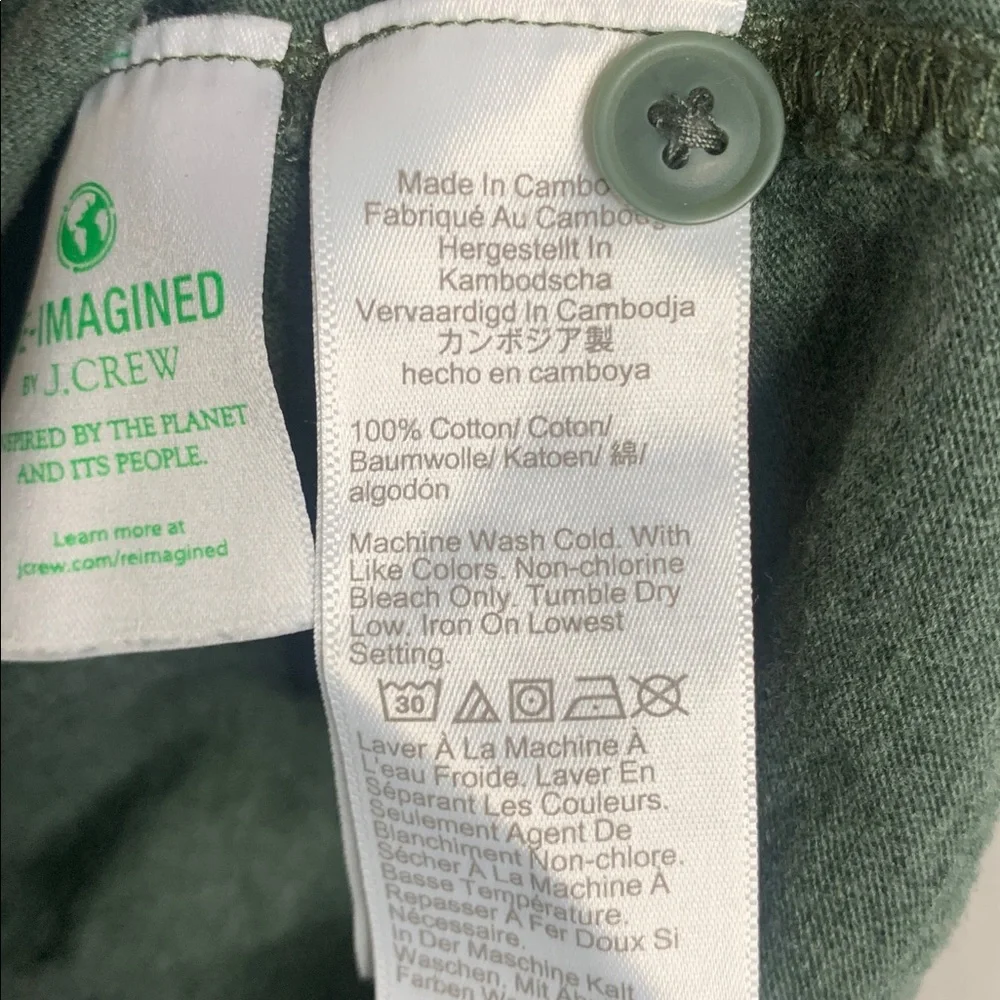 -IMAGINED
BY J.CREW
BY THE PLANET
AND ITS PEOPLE.
Learn more at
jcrew.com/reimagined
Made In Cambo
Fabriqué Au Cambo
Hergestellt In
Kambodscha
Vervaardigd In Cambodja
カンボジア製
hecho en camboya
100% Cotton/ Coton/
Baumwolle/ Katoen/ 綿/
algodón
Machine Wash Cold. With
Like Colors. Non-chlorine
Bleach Only. Tumble Dry
Low. Iron On Lowest
Setting.
30
Laver À La Machine À
L'eau Froide. Laver En
Séparant Les Couleurs.
Seulement Agent De
Blanchiment Non-chlore.
Sécher À La Machine À
Basse Température.
Repasser À Fer Doux Si
Nécessaire.
In Der Maschine Kalt
Waschen, Mit
Farben